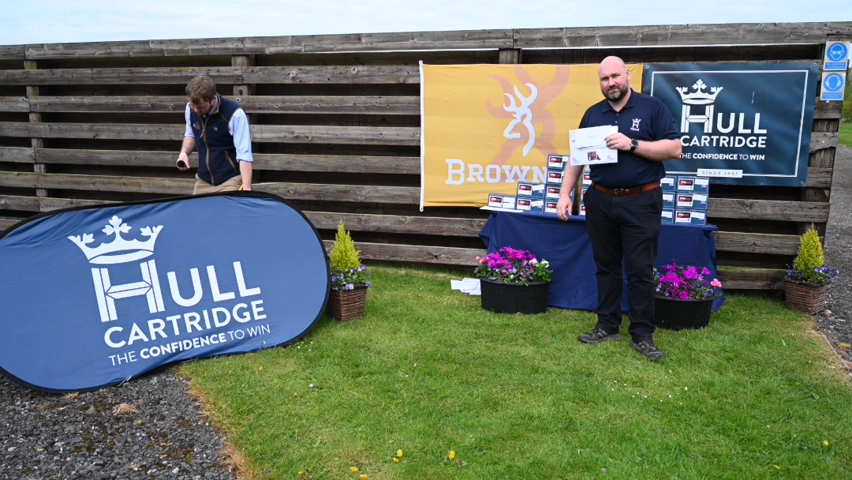 HULL
CARTRIDGE
THE CONFIDENCE TO WIN
BROWN
HULL
CARTRIDGE
THE CONFIDENCE TO WIN
SINCE 1947